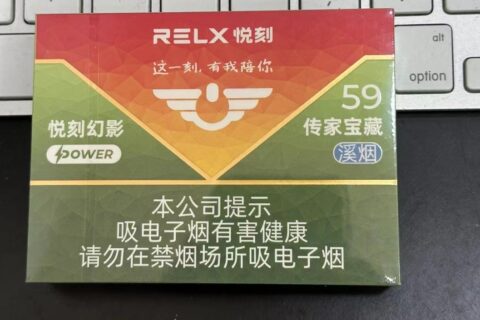 alt
option
RELX 悦刻
这一刻, 有我陪你
悦刻幻影
POWER
59
传家宝藏
溪烟
本公司提示
吸电子烟有害健康
请勿在禁烟场所吸电子烟